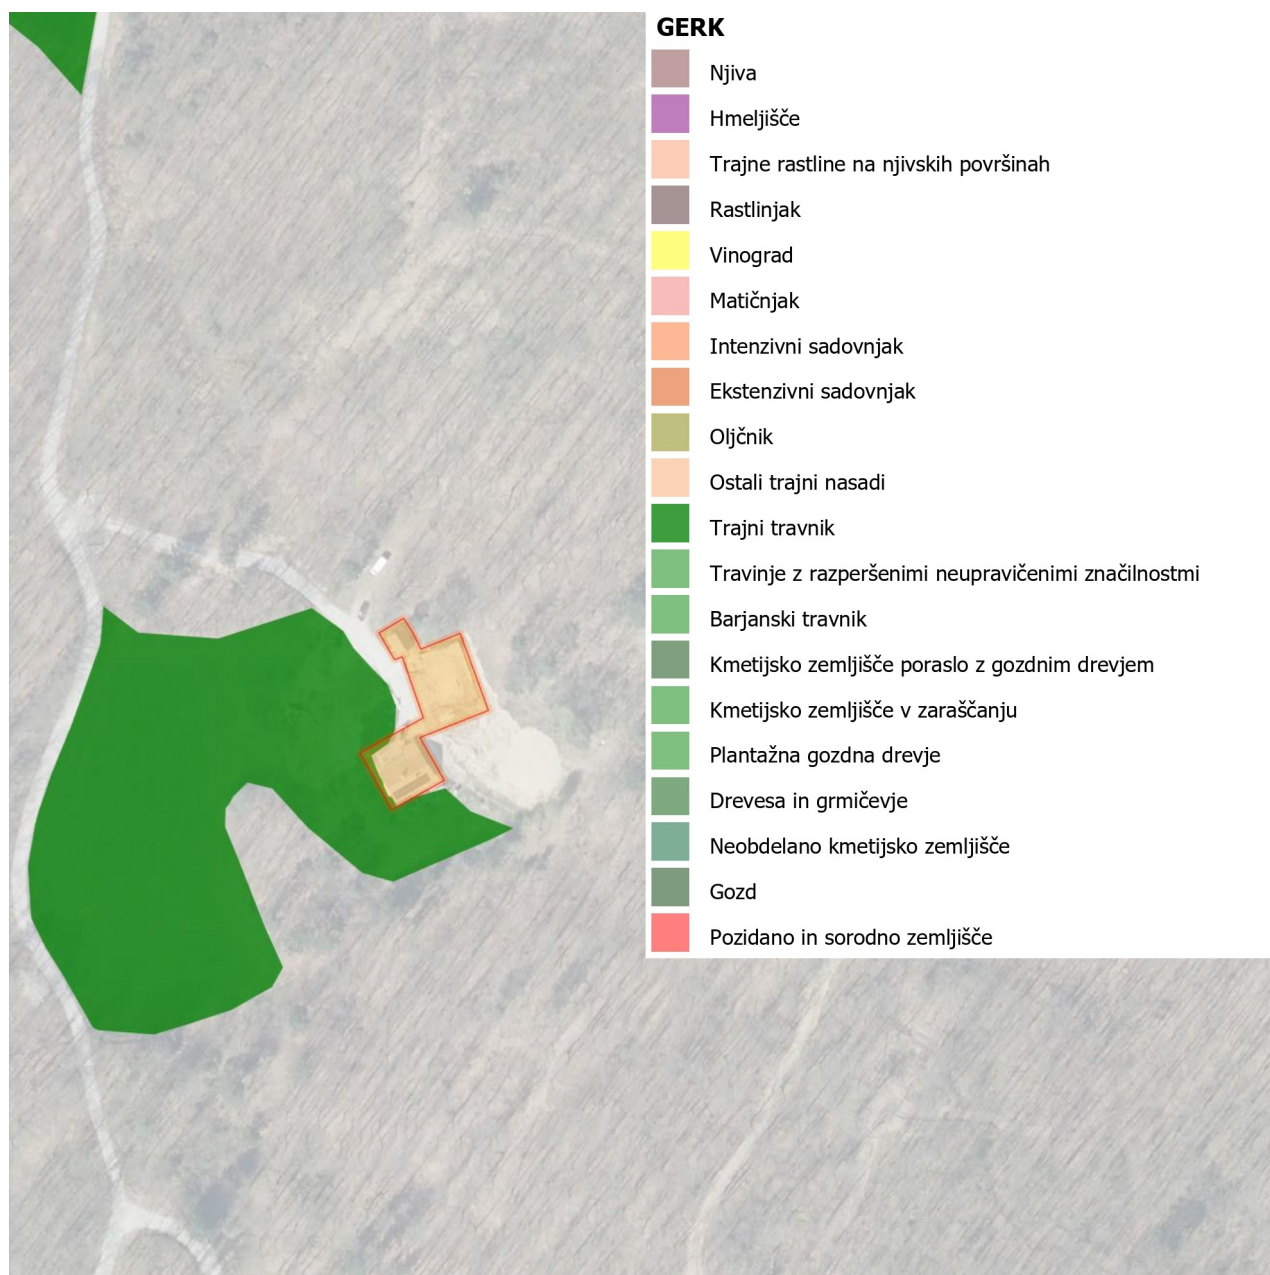 GERK
Njiva
Hmeljišče
Trajne rastline na njivskih površinah
Rastlinjak
Vinograd
Matičnjak
Intenzivni sadovnjak
Ekstenzivni sadovnjak
Oljčnik
Ostali trajni nasadi
Trajni travnik
Travinje z razperšenimi neupravičenimi značilnostmi
Barjanski travnik
Kmetijsko zemljišče poraslo z gozdnim drevjem
Kmetijsko zemljišče v zaraščanju
Plantažna gozdna drevje
Drevesa in grmičevje
Neobdelano kmetijsko zemljišče
Gozd
Pozidano in sorodno zemljišče